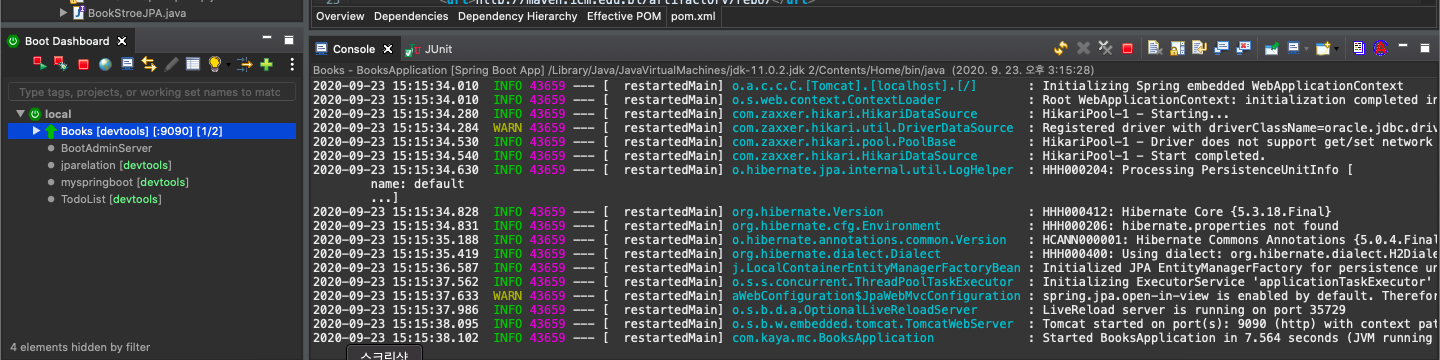 BookStroeJPA.java
Boot Dashboard
Type tags, projects, or working set names to matc
local
Books [devtools] [:9090] [1/2]
BootAdminServer
jparelation [devtools]
myspringboot [devtools]
TodoList [devtools]
4 elements hidden by filter
Overview Dependencies Dependency Hierarchy Effective POM pom.xml
Console JUnit
Books - BooksApplication [Spring Boot App] /Library/Java/JavaVirtualMachines/jdk-11.0.2.jdk 2/Contents/Home/bin/java (2020. 9. 23. 오후 3:15:28)
2020-09-23 15:15:34.010 INFO 43659 --- [ restartedMain] o.a.c.c.C.[Tomcat].[localhost].[/] : Initializing Spring embedded WebApplicationContext
2020-09-23 15:15:34.010 INFO 43659 --- [ restartedMain] o.s.web.context.ContextLoader : Root WebApplicationContext: initialization completed in
2020-09-23 15:15:34.280 INFO 43659 --- [ restartedMain] com.zaxxer.hikari.HikariDataSource : HikariPool-1 - Starting...
2020-09-23 15:15:34.284 WARN 43659 --- [ restartedMain] com.zaxxer.hikari.util.DriverDataSource : Registered driver with driverClassName=oracle.jdbc.driv
2020-09-23 15:15:34.530 INFO 43659 --- [ restartedMain] com.zaxxer.hikari.pool.PoolBase : HikariPool-1 - Driver does not support get/set network
2020-09-23 15:15:34.540 INFO 43659 --- [ restartedMain] com.zaxxer.hikari.HikariDataSource : HikariPool-1 - Start completed.
2020-09-23 15:15:34.630 INFO 43659 --- [ restartedMain] o.hibernate.jpa.internal.util.LogHelper : HHH000204: Processing PersistenceUnitInfo [
name: default
...]
2020-09-23 15:15:34.828 INFO 43659 --- [ restartedMain] org.hibernate.Version : HHH000412: Hibernate Core {5.3.18.Final}
2020-09-23 15:15:34.831 INFO 43659 --- [ restartedMain] org.hibernate.cfg.Environment : HHH000206: hibernate.properties not found
2020-09-23 15:15:35.188 INFO 43659 --- [ restartedMain] o.hibernate.annotations.common.Version : HCANN000001: Hibernate Commons Annotations {5.0.4.Final
2020-09-23 15:15:35.419 INFO 43659 --- [ restartedMain] org.hibernate.dialect.Dialect : HHH000400: Using dialect: org.hibernate.dialect.H2Diale
2020-09-23 15:15:36.587 INFO 43659 --- [ restartedMain] j.LocalContainerEntityManagerFactoryBean : Initialized JPA EntityManagerFactory for persistence un
2020-09-23 15:15:37.562 INFO 43659 --- [ restartedMain] o.s.s.concurrent.ThreadPoolTaskExecutor : Initializing ExecutorService 'applicationTaskExecutor'
2020-09-23 15:15:37.633 WARN 43659 --- [ restartedMain] aWebConfiguration$JpaWebMvcConfiguration : spring.jpa.open-in-view is enabled by default. Therefor
2020-09-23 15:15:37.986 INFO 43659 --- [ restartedMain] o.s.b.d.a.OptionalLiveReloadServer : LiveReload server is running on port 35729
2020-09-23 15:15:38.095 INFO 43659 --- [ restartedMain] o.s.b.w.embedded.tomcat.TomcatWebServer : Tomcat started on port(s): 9090 (http) with context pat
2020-09-23 15:15:38.102 INFO 43659 --- [ restartedMain] com.kaya.mc.BooksApplication : Started BooksApplication in 7.564 seconds (JVM running
스크린샷